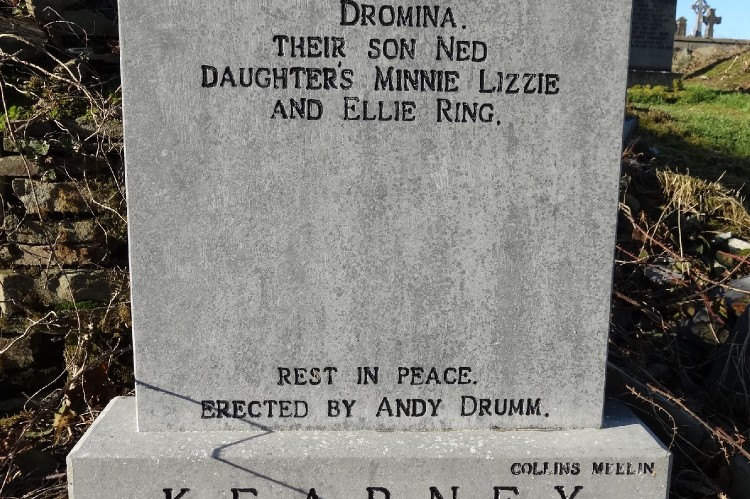 DROMINA.
THEIR SON NED
DAUGHTER'S MINNIE LIZZIE
AND ELLIE RING.
REST IN PEACE.
ERECTED BY ANDY DRUMM.
COLLINS MEELIN
KEARNEY